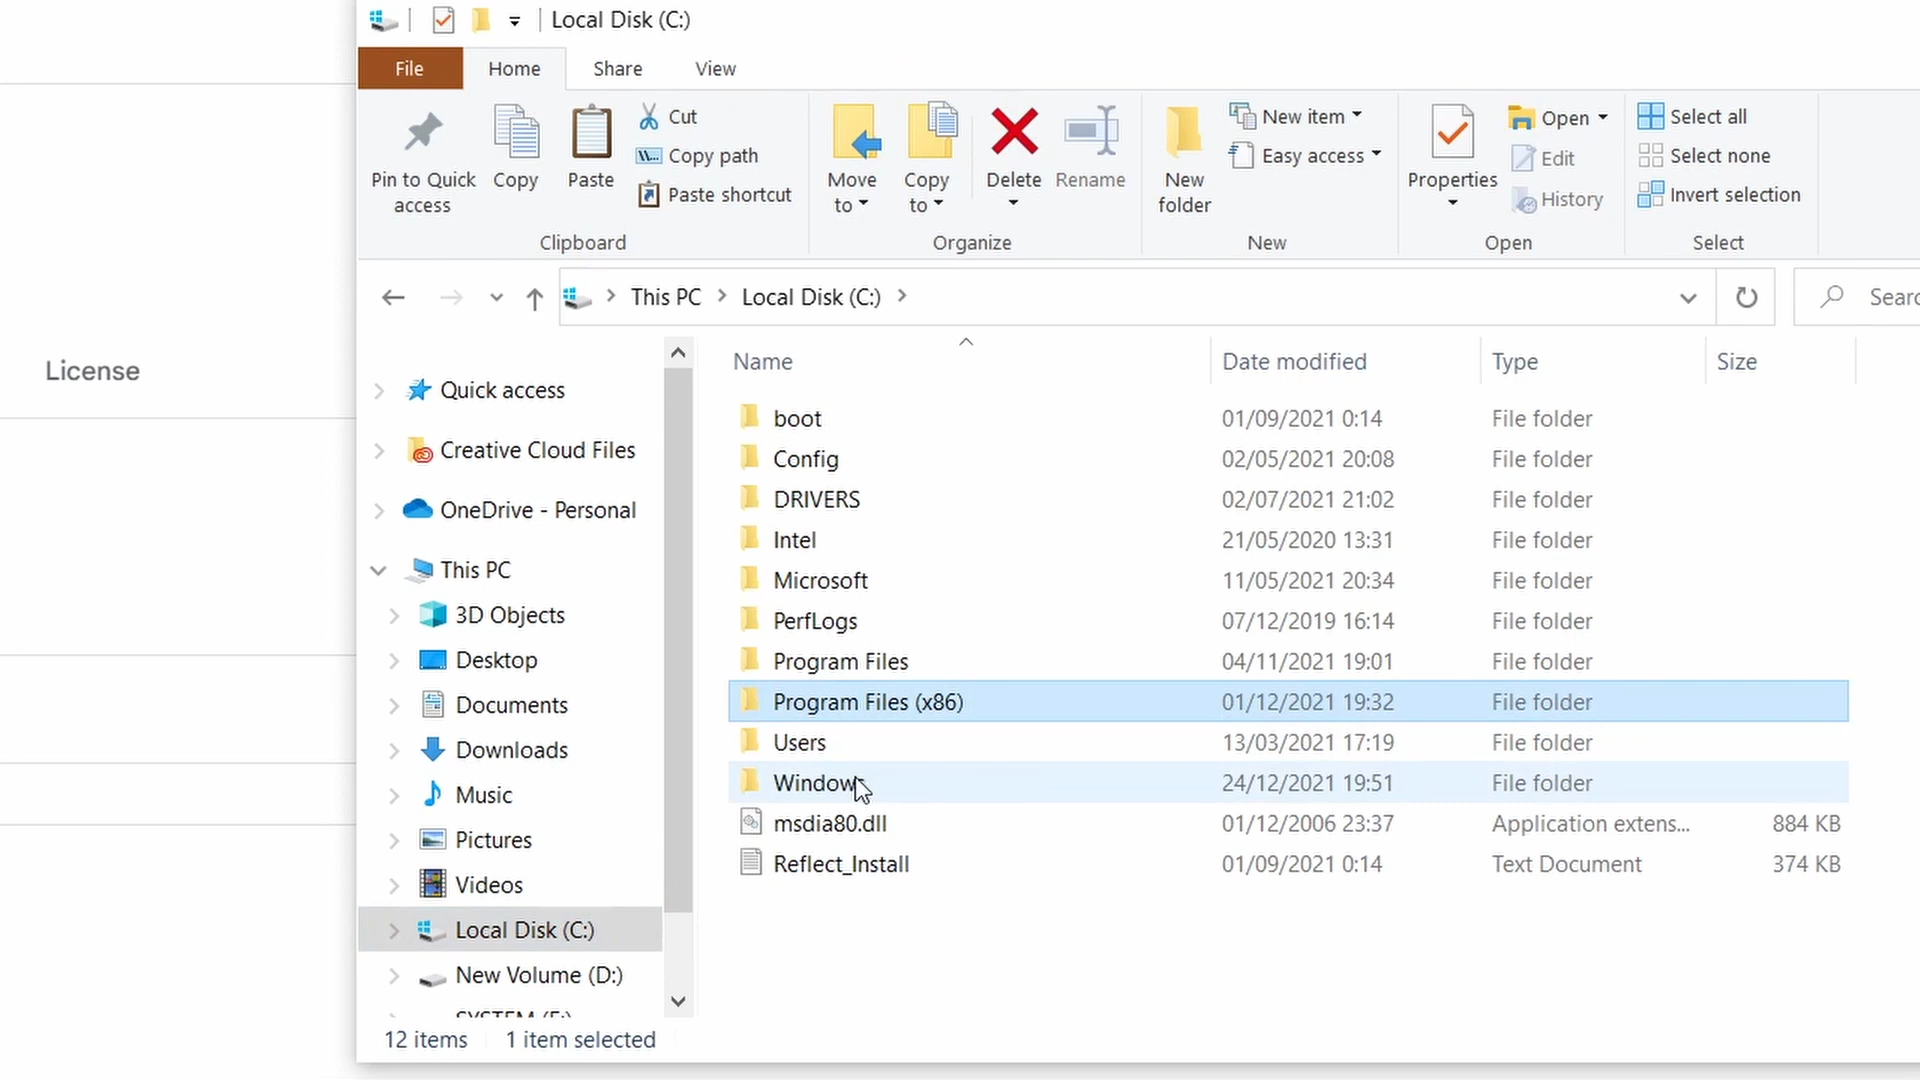 Local Disk (C:)
File Home Share View
Pin to Quick access
Copy
Paste
Cut
Copy path
Paste shortcut
Clipboard
Move to
Copy to
Delete
Rename
Organize
New folder
New item
Easy access
New
Properties
Open
Edit
History
Open
Select all
Select none
Invert selection
Select
This PC Local Disk (C:)
License
Quick access
Creative Cloud Files
OneDrive - Personal
This PC
3D Objects
Desktop
Documents
Downloads
Music
Pictures
Videos
Local Disk (C:)
New Volume (D:)
Name Date modified Type Size
boot 01/09/2021 0:14 File folder
Config 02/05/2021 20:08 File folder
DRIVERS 02/07/2021 21:02 File folder
Intel 21/05/2020 13:31 File folder
Microsoft 11/05/2021 20:34 File folder
PerfLogs 07/12/2019 16:14 File folder
Program Files 04/11/2021 19:01 File folder
Program Files (x86) 01/12/2021 19:32 File folder
Users 13/03/2021 17:19 File folder
Window 24/12/2021 19:51 File folder
msdia80.dll 01/12/2006 23:37 Application extens... 884 KB
Reflect_Install 01/09/2021 0:14 Text Document 374 KB
12 items 1 item selected